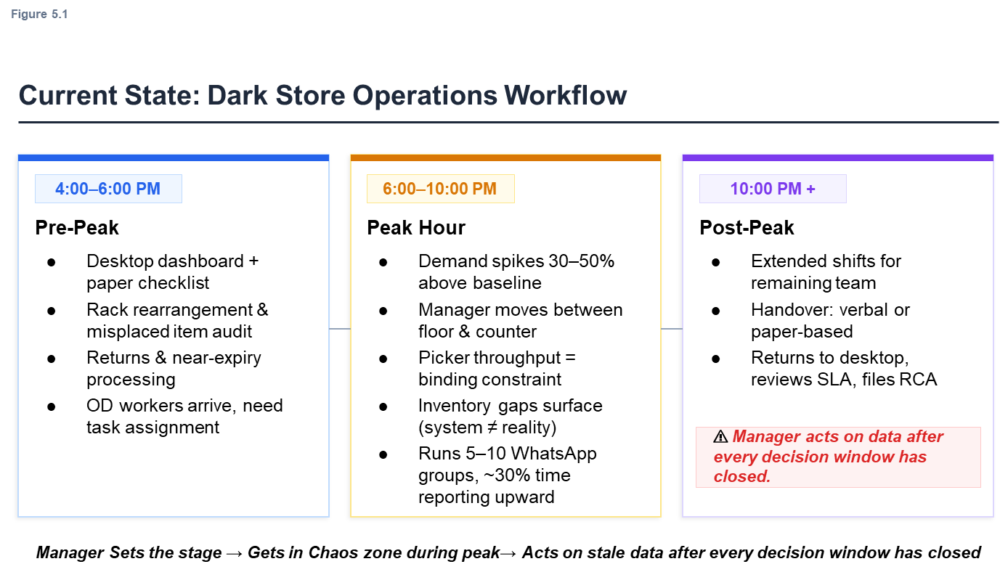 Figure 5.1
Current State: Dark Store Operations Workflow
4:00–6:00 PM
Pre-Peak
● Desktop dashboard +
paper checklist
● Rack rearrangement &
misplaced item audit
● Returns & near-expiry
processing
● OD workers arrive, need
task assignment
6:00–10:00 PM
Peak Hour
● Demand spikes 30–50%
above baseline
● Manager moves between
floor & counter
● Picker throughput =
binding constraint
● Inventory gaps surface
(system ≠ reality)
● Runs 5–10 WhatsApp
groups, ~30% time
reporting upward
10:00 PM +
Post-Peak
● Extended shifts for
remaining team
● Handover: verbal or
paper-based
● Returns to desktop,
reviews SLA, files RCA
⚠ Manager acts on data after
every decision window has
closed.
Manager Sets the stage → Gets in Chaos zone during peak→ Acts on stale data after every decision window has closed